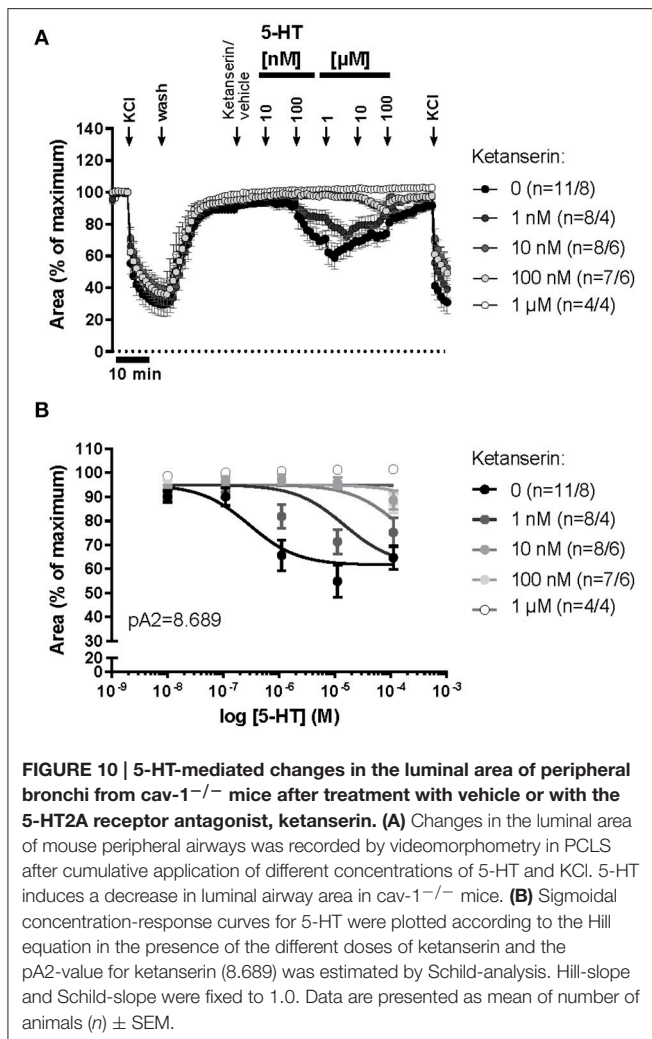 A
5-HT
[nM] [µM]
KCl
wash
Ketanserin/
vehicle
10
100
1
10
100
KCl
140
120
100
80
60
40
20
0
Area (% of maximum)
10 min
Ketanserin:
0 (n=11/8)
1 nM (n=8/4)
10 nM (n=8/6)
100 nM (n=7/6)
1 µM (n=4/4)
B
110
100
90
80
70
60
50
40
30
20
0
Area (% of maximum)
pA2=8.689
10⁻⁹ 10⁻⁸ 10⁻⁷ 10⁻⁶ 10⁻⁵ 10⁻⁴ 10⁻³
log [5-HT] (M)
Ketanserin:
0 (n=11/8)
1 nM (n=8/4)
10 nM (n=8/6)
100 nM (n=7/6)
1 µM (n=4/4)
FIGURE 10 | 5-HT-mediated changes in the luminal area of peripheral
bronchi from cav-1⁻/⁻ mice after treatment with vehicle or with the
5-HT2A receptor antagonist, ketanserin. (A) Changes in the luminal area
of mouse peripheral airways was recorded by videomorphometry in PCLS
after cumulative application of different concentrations of 5-HT and KCl. 5-HT
induces a decrease in luminal airway area in cav-1⁻/⁻ mice. (B) Sigmoidal
concentration-response curves for 5-HT were plotted according to the Hill
equation in the presence of the different doses of ketanserin and the
pA2-value for ketanserin (8.689) was estimated by Schild-analysis. Hill-slope
and Schild-slope were fixed to 1.0. Data are presented as mean of number of
animals (n) ± SEM.